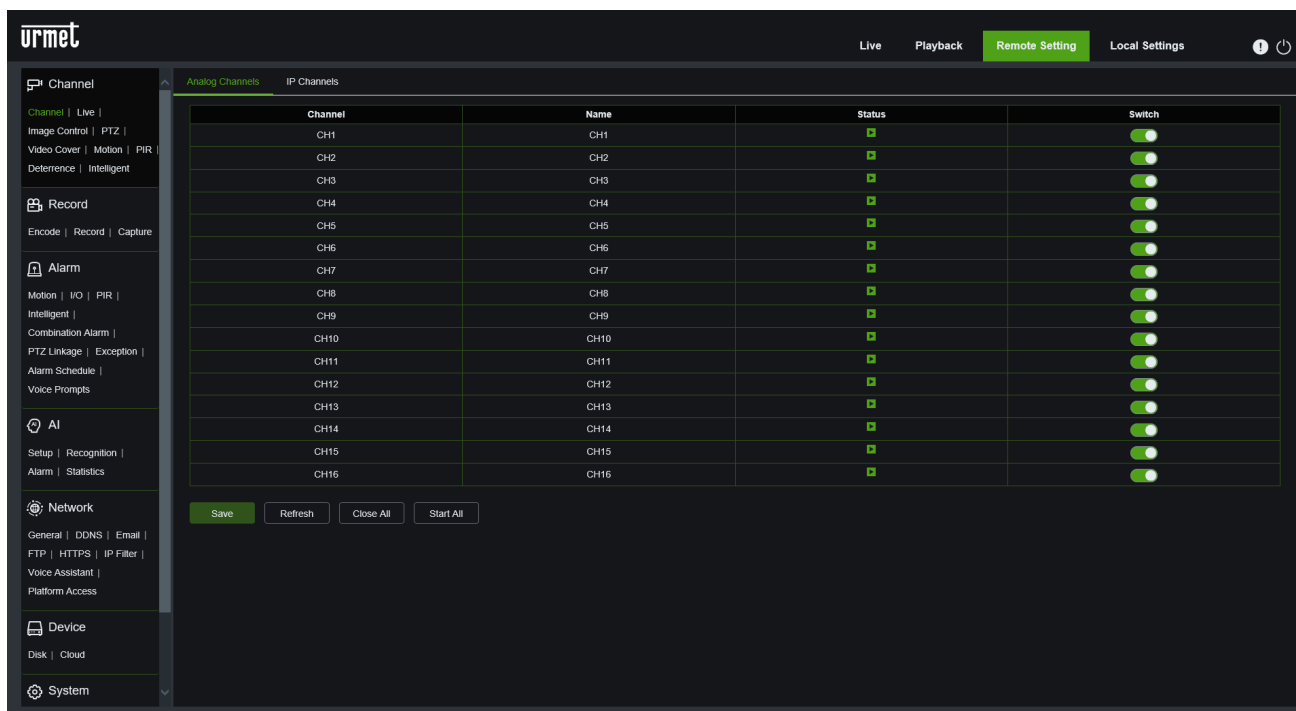 urmet
Live Playback Remote Setting Local Settings
Channel
Channel | Live |
Image Control | PTZ |
Video Cover | Motion | PIR |
Deterrence | Intelligent
Record
Encode | Record | Capture
Alarm
Motion | I/O | PIR |
Intelligent |
Combination Alarm |
PTZ Linkage | Exception |
Alarm Schedule |
Voice Prompts
AI
Setup | Recognition |
Alarm | Statistics
Network
General | DDNS | Email |
FTP | HTTPS | IP Filter |
Voice Assistant |
Platform Access
Device
Disk | Cloud
System
Analog Channels IP Channels
Channel Name Status Switch
CH1 CH1
CH2 CH2
CH3 CH3
CH4 CH4
CH5 CH5
CH6 CH6
CH7 CH7
CH8 CH8
CH9 CH9
CH10 CH10
CH11 CH11
CH12 CH12
CH13 CH13
CH14 CH14
CH15 CH15
CH16 CH16
Save Refresh Close All Start All